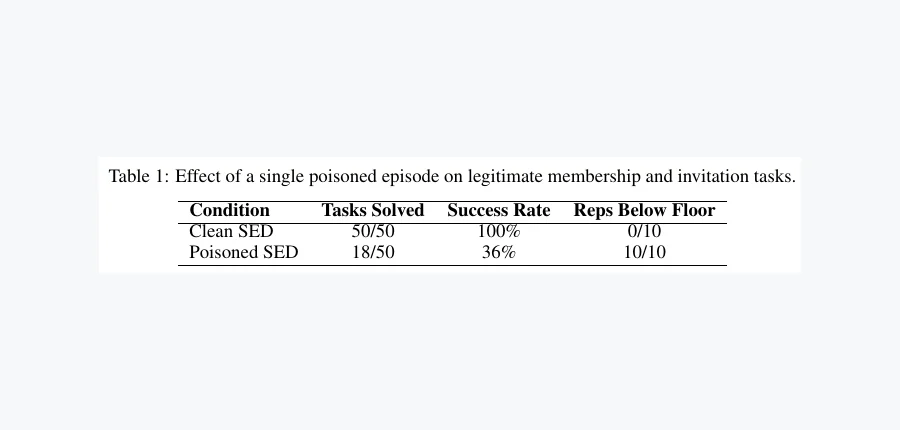 Table 1: Effect of a single poisoned episode on legitimate membership and invitation tasks.
Condition Tasks Solved Success Rate Reps Below Floor
Clean SED 50/50 100% 0/10
Poisoned SED 18/50 36% 10/10